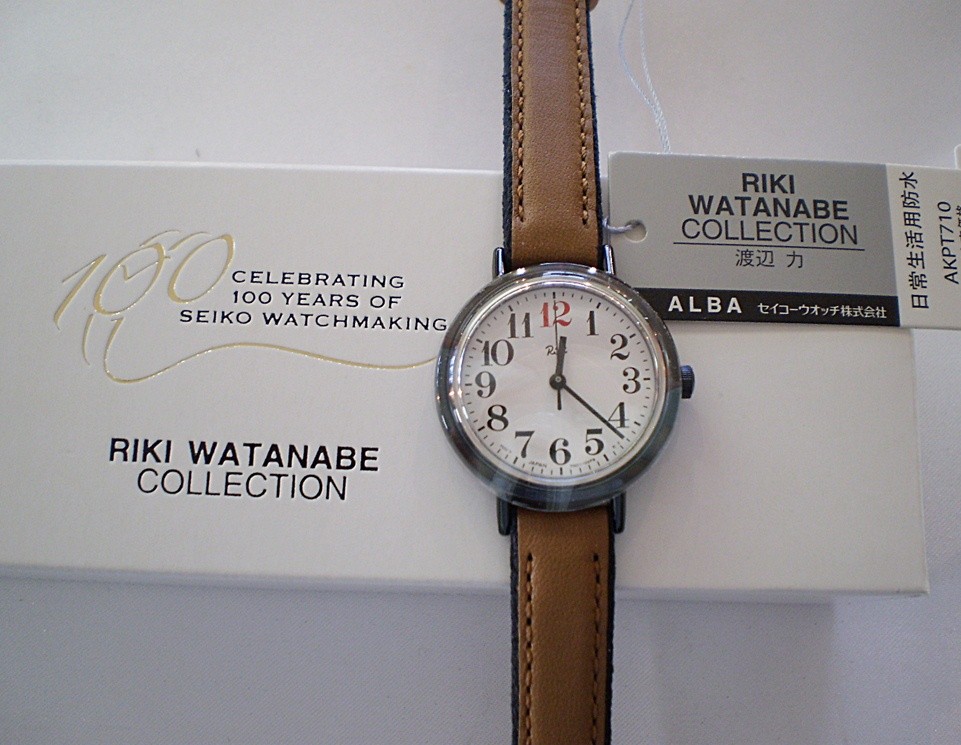 100
CELEBRATING
100 YEARS OF
SEIKO WATCHMAKING
RIKI WATANABE
COLLECTION
12
1
2
3
4
5
6
7
8
9
10
11
Riki
JAPAN
RIKI
WATANABE
COLLECTION
渡辺 力
ALBA セイコーウオッチ株式会社
日常生活用防水
AKPT710